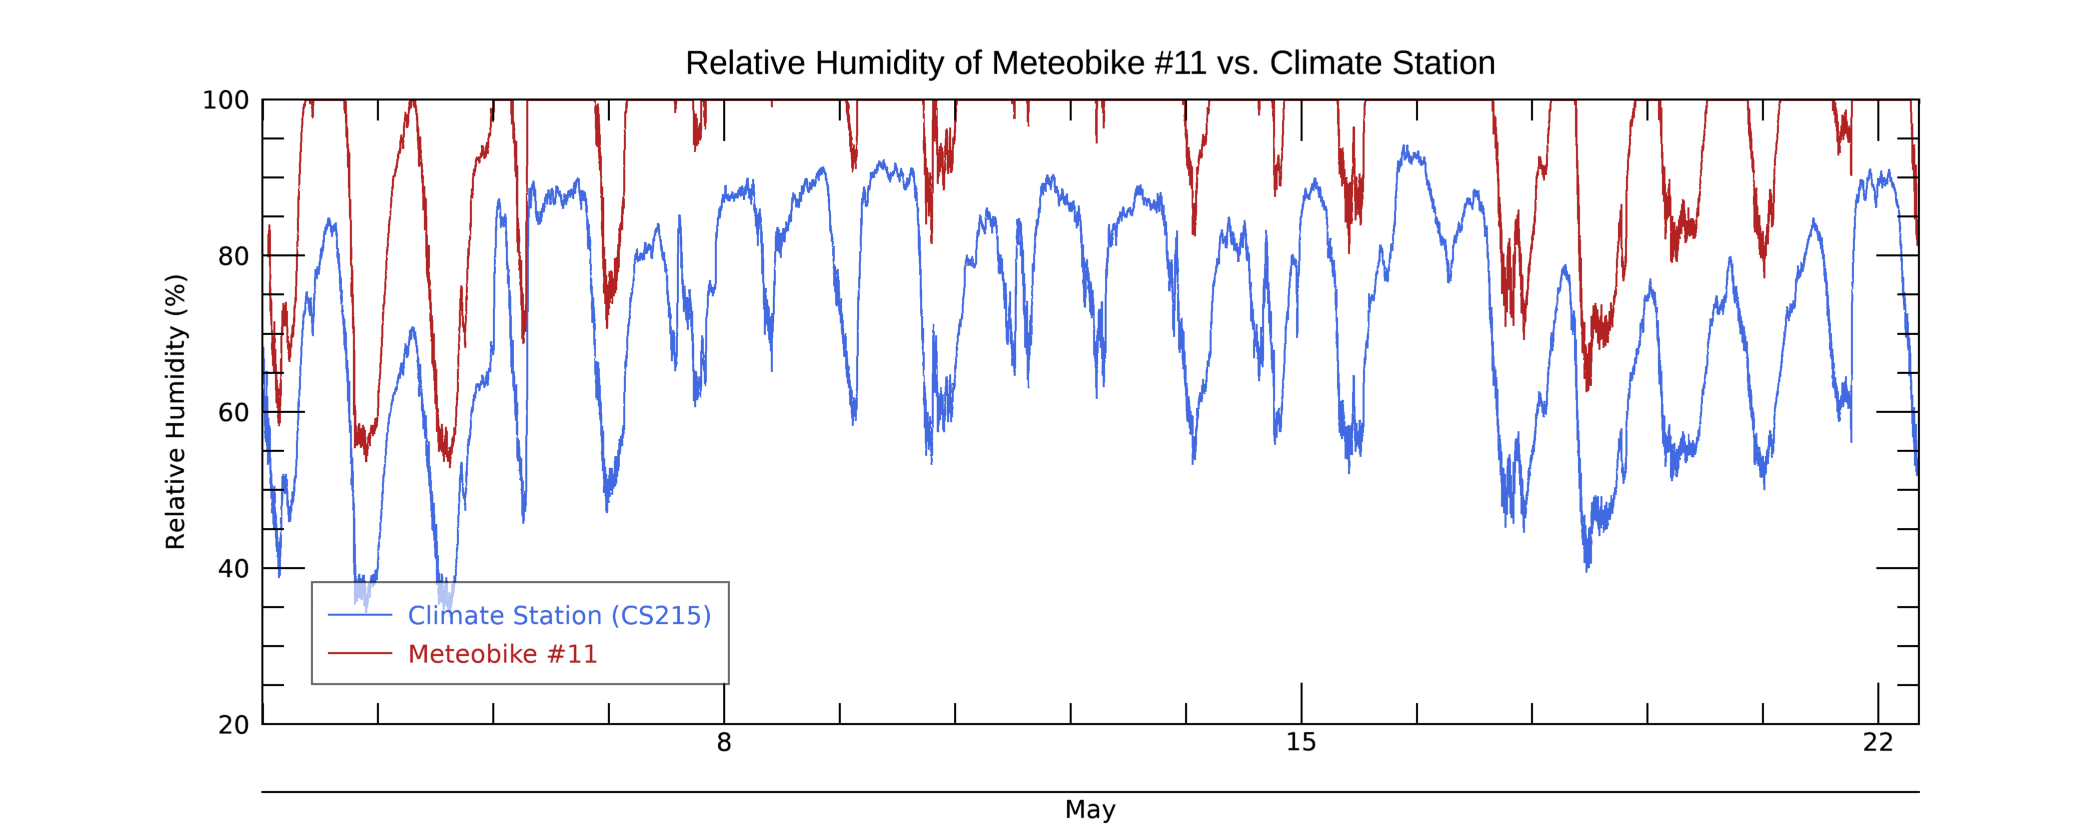 Relative Humidity of Meteobike #11 vs. Climate Station
Relative Humidity (%)
100
80
60
40
20
Climate Station (CS215)
Meteobike #11
8
15
22
May